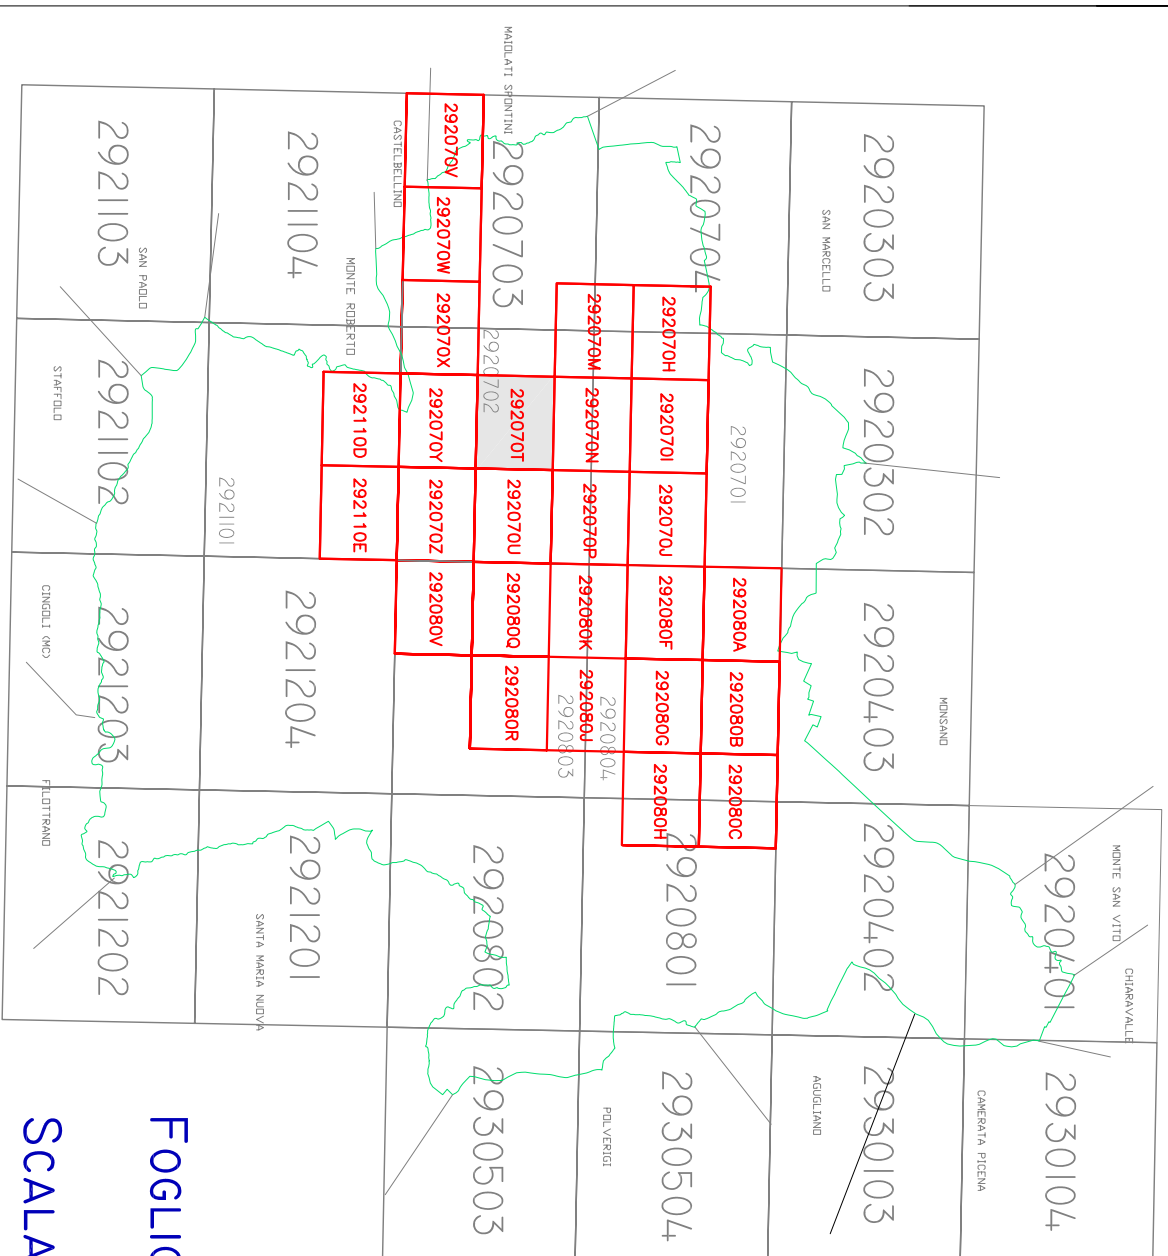 CHIARAVALLE
MONTE SAN VITO
2920401
2930104
CAMERATA PICENA
MONSANO
2920303
2920302
2920403
2920402
2930103
SAN MARCELLO
AGUGLIANO
2920701
292080A
292080B
292080C
2920704
2920801
2930504
292070H
292070I
292070J
292080F
292080G
292080H
2920804
POLVERIGI
292070M
292070N
292070P
292080K
292080J
2920803
MAIOLATI SPONTINI
2920703
292070T
292070U
292080Q
292080R
2920802
2930503
2920702
292070V
292070W
292070X
292070Y
292070Z
292080V
CASTELBELLINO
292110D
292110E
MONTE ROBERTO
2921104
2921204
2921201
SANTA MARIA NUOVA
2921101
SAN PAOLO
2921103
2921102
2921203
2921202
FOGLIO
STAFFOLO
CINGOLI (MC)
FILOTTRANO
SCALA